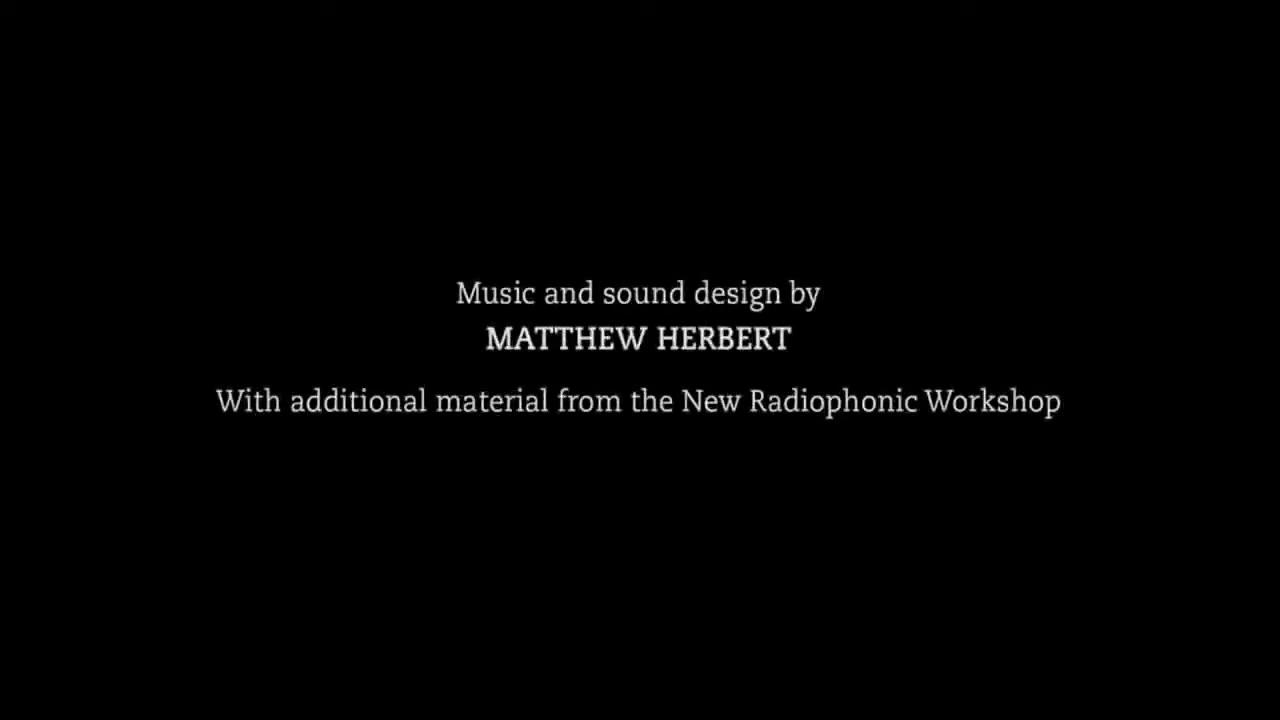 Music and sound design by
MATTHEW HERBERT
With additional material from the New Radiophonic Workshop